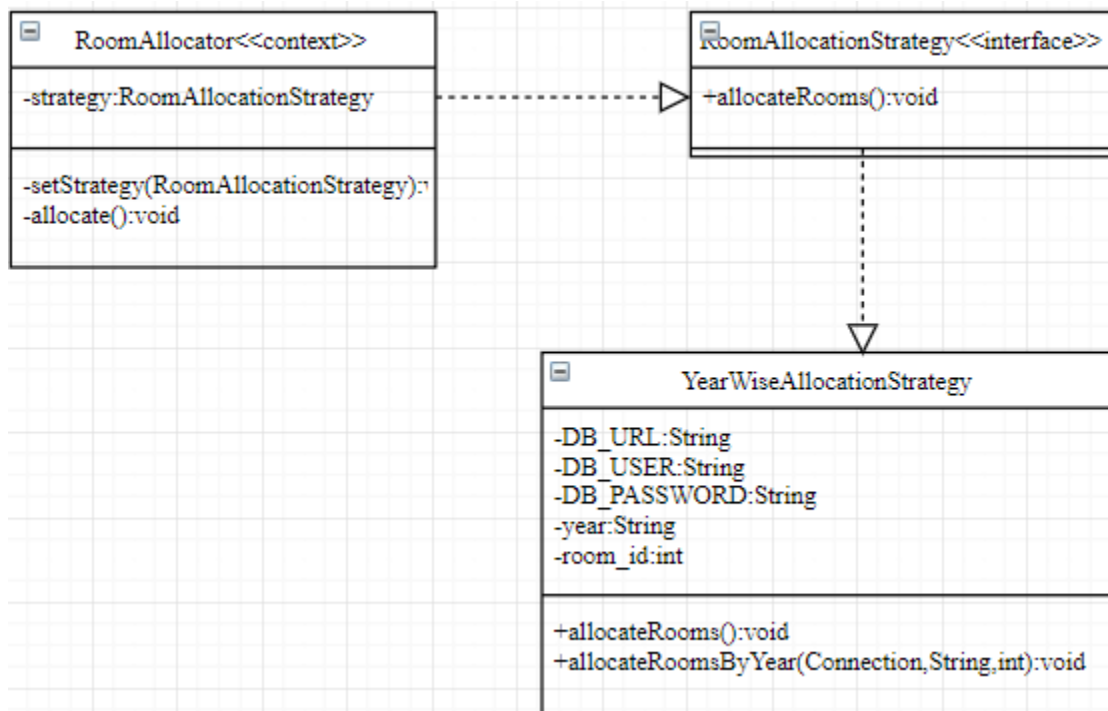 RoomAllocator<<context>>
-strategy:RoomAllocationStrategy
-setStrategy(RoomAllocationStrategy):
-allocate():void
RoomAllocationStrategy<<interface>>
+allocateRooms():void
YearWiseAllocationStrategy
-DB_URL:String
-DB_USER:String
-DB_PASSWORD:String
-year:String
-room_id:int
+allocateRooms():void
+allocateRoomsByYear(Connection,String,int):void